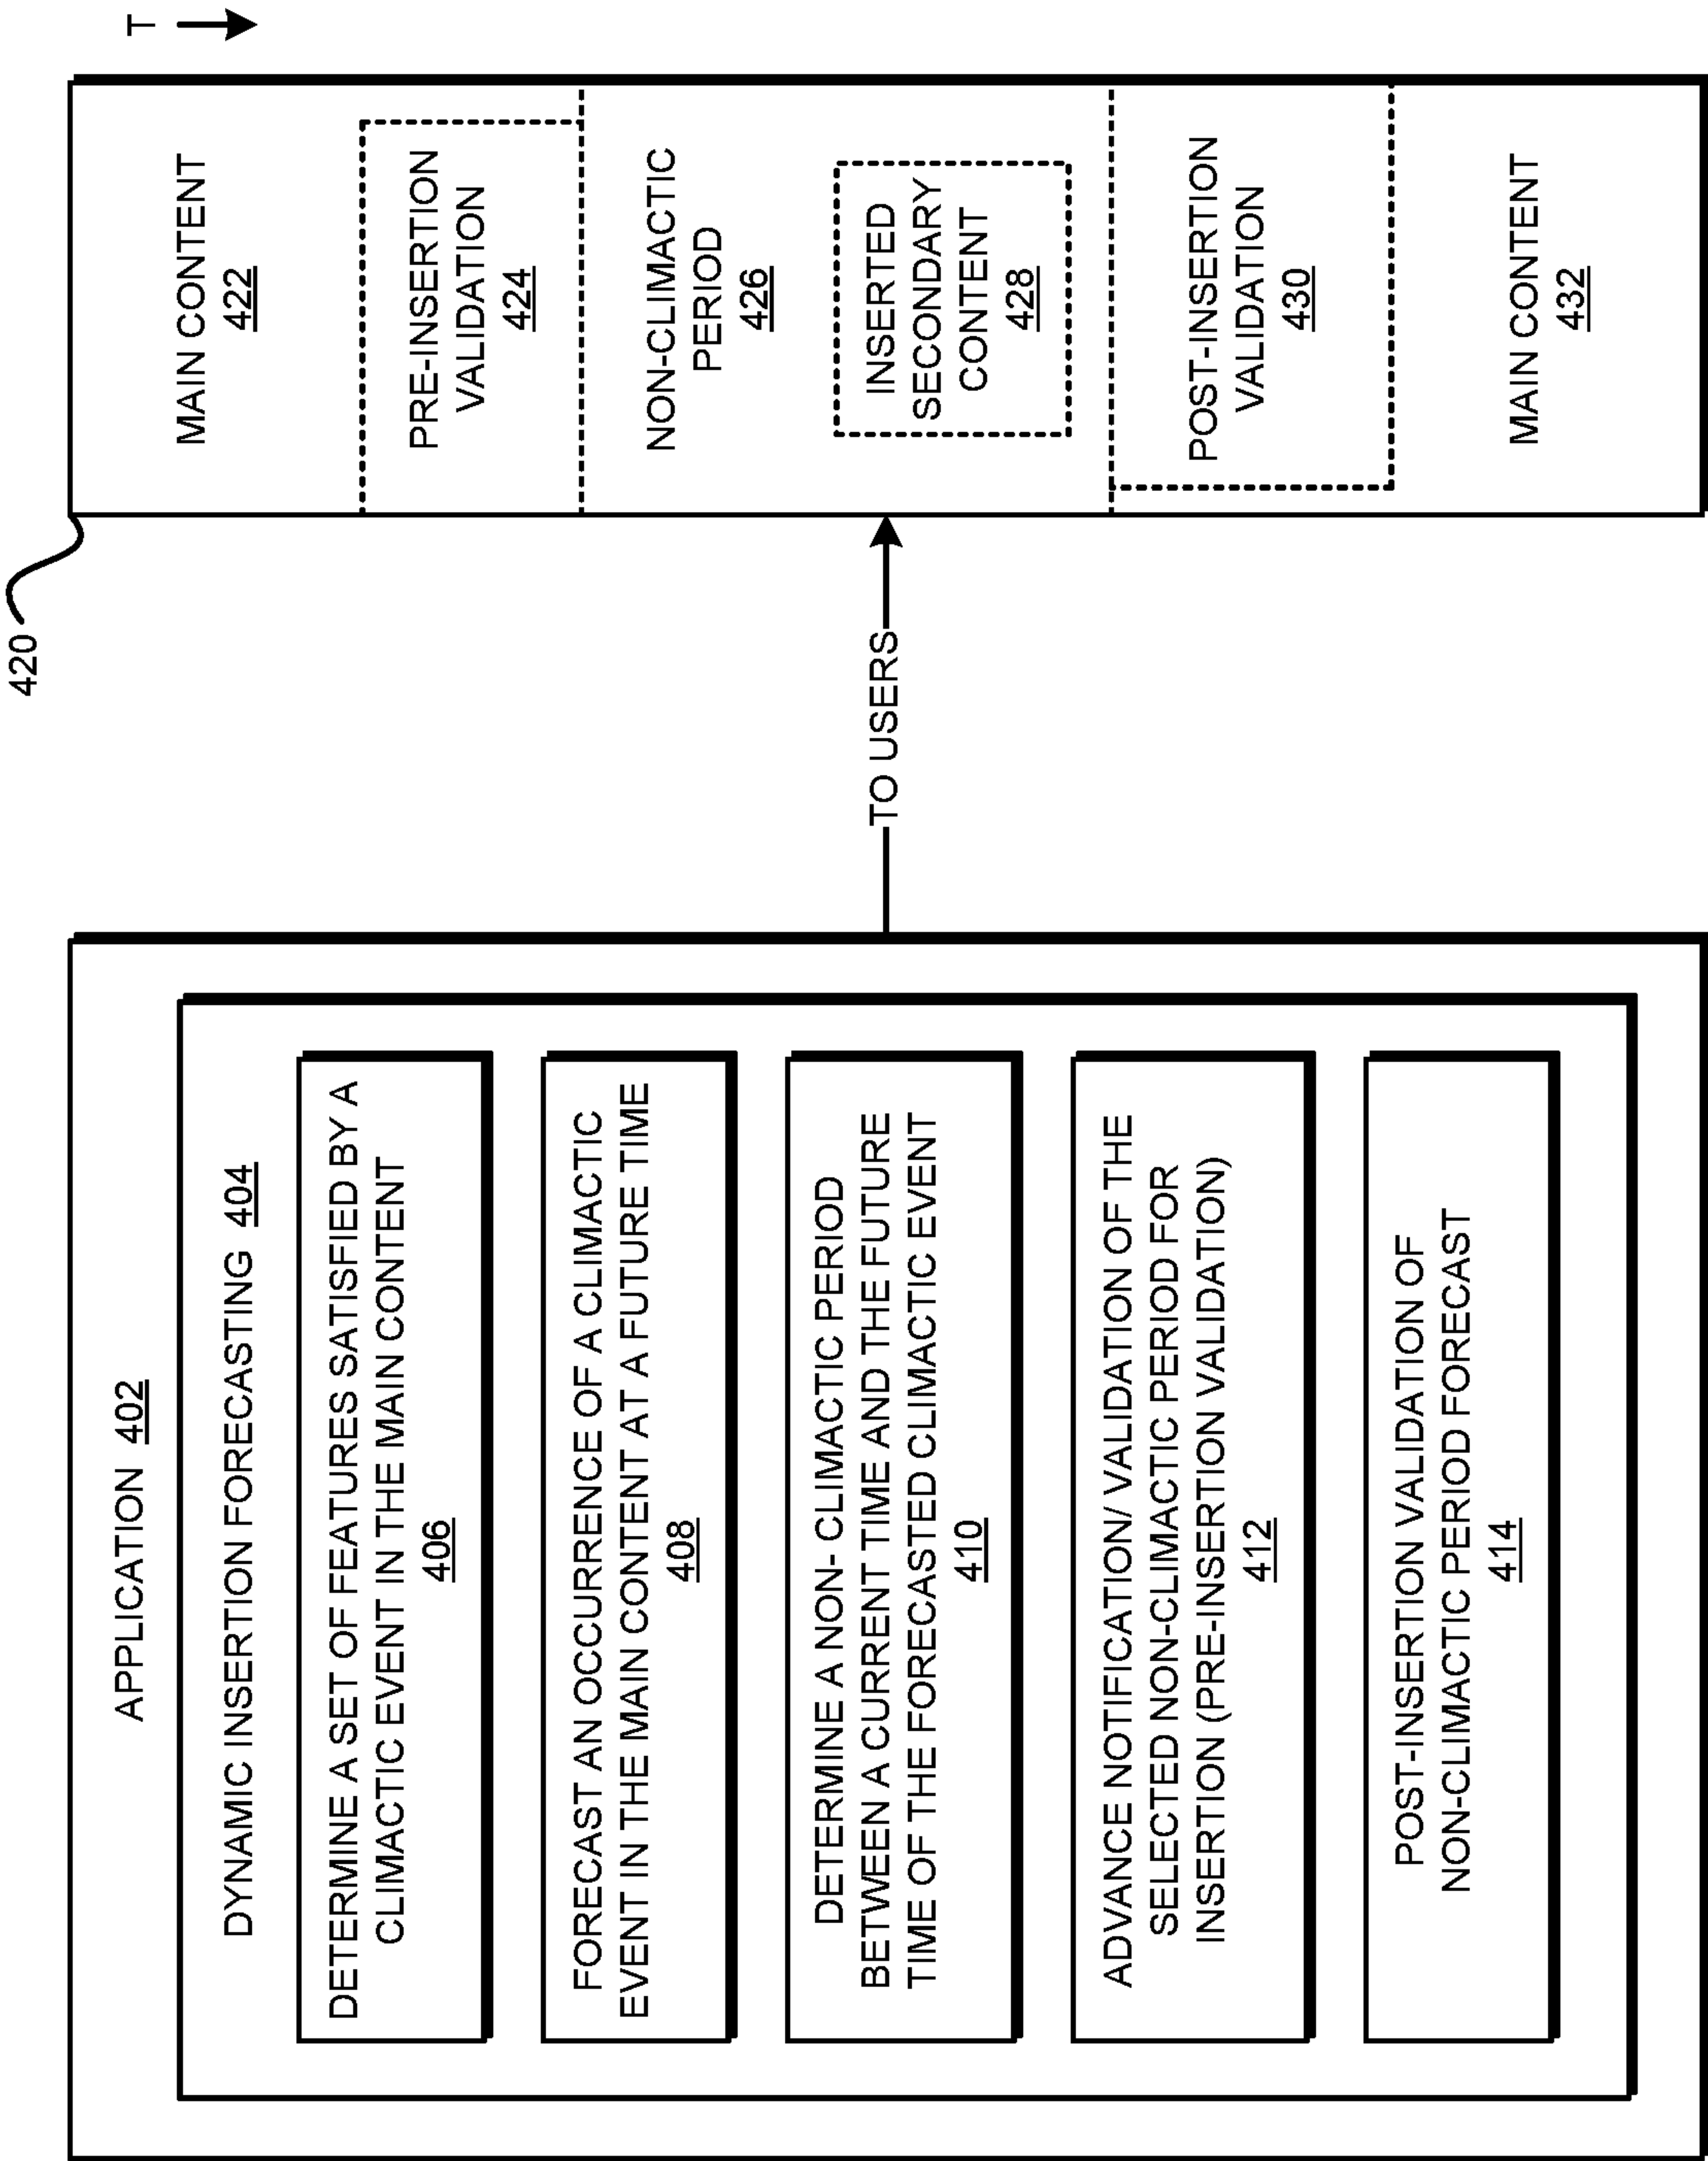 APPLICATION 402
DYNAMIC INSERTION FORECASTING 404
DETERMINE A SET OF FEATURES SATISFIED BY A
CLIMACTIC EVENT IN THE MAIN CONTENT
406
FORECAST AN OCCURRENCE OF A CLIMACTIC
EVENT IN THE MAIN CONTENT AT A FUTURE TIME
408
DETERMINE A NON- CLIMACTIC PERIOD
BETWEEN A CURRENT TIME AND THE FUTURE
TIME OF THE FORECASTED CLIMACTIC EVENT
410
ADVANCE NOTIFICATION/ VALIDATION OF THE
SELECTED NON-CLIMACTIC PERIOD FOR
INSERTION (PRE-INSERTION VALIDATION)
412
POST-INSERTION VALIDATION OF
NON-CLIMACTIC PERIOD FORECAST
414
TO USERS
420
T
MAIN CONTENT
422
PRE-INSERTION
VALIDATION
424
NON-CLIMACTIC
PERIOD
426
INSERTED
SECONDARY
CONTENT
428
POST-INSERTION
VALIDATION
430
MAIN CONTENT
432